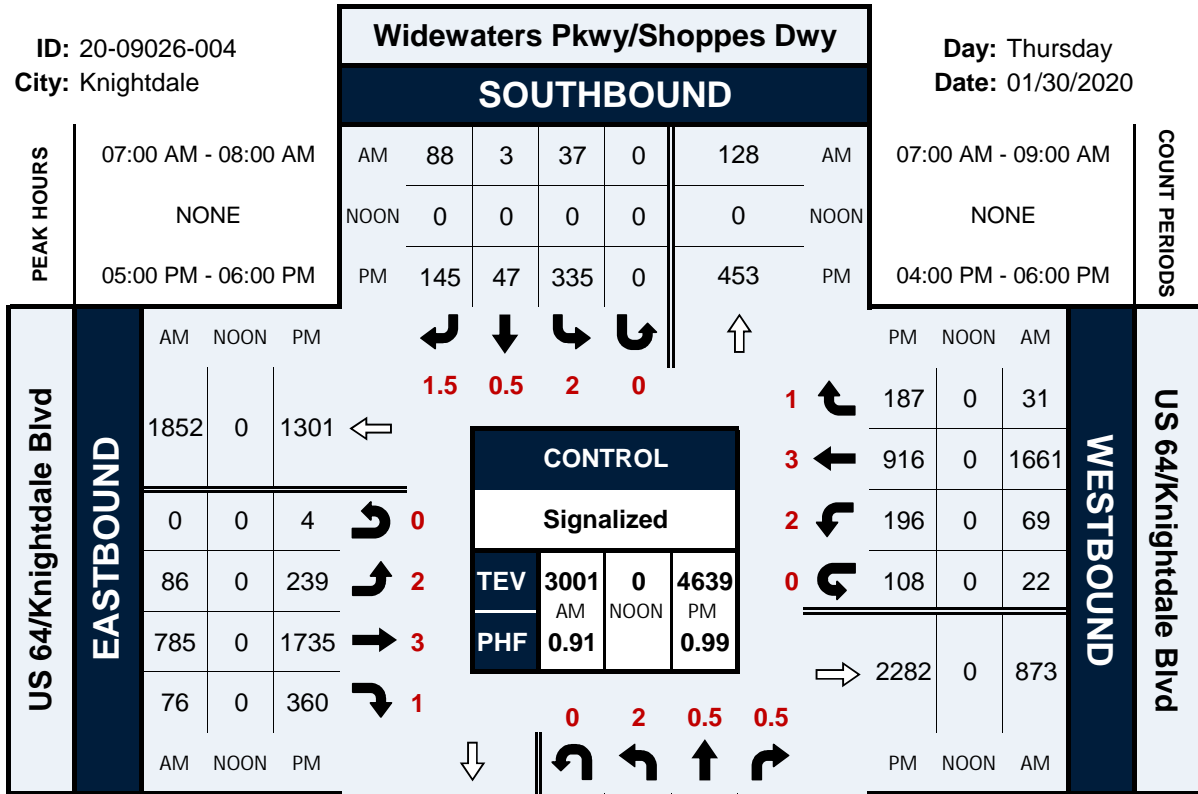 ID: 20-09026-004
City: Knightdale
Widewaters Pkwy/Shoppes Dwy
SOUTHBOUND
Day: Thursday
Date: 01/30/2020
PEAK HOURS
07:00 AM - 08:00 AM
NONE
05:00 PM - 06:00 PM
AM 88 3 37 0 128 AM
NOON 0 0 0 0 0 NOON
PM 145 47 335 0 453 PM
07:00 AM - 09:00 AM
NONE
04:00 PM - 06:00 PM
COUNT PERIODS
1.5 0.5 2 0
US 64/Knightdale Blvd
EASTBOUND
AM NOON PM
1852 0 1301
0 0 4 0
86 0 239 2
785 0 1735 3
76 0 360 1
AM NOON PM
CONTROL
Signalized
TEV 3001 0 4639
AM NOON PM
PHF 0.91 0.99
PM NOON AM
1 187 0 31
3 916 0 1661
2 196 0 69
0 108 0 22
2282 0 873
PM NOON AM
WESTBOUND
US 64/Knightdale Blvd
0 2 0.5 0.5